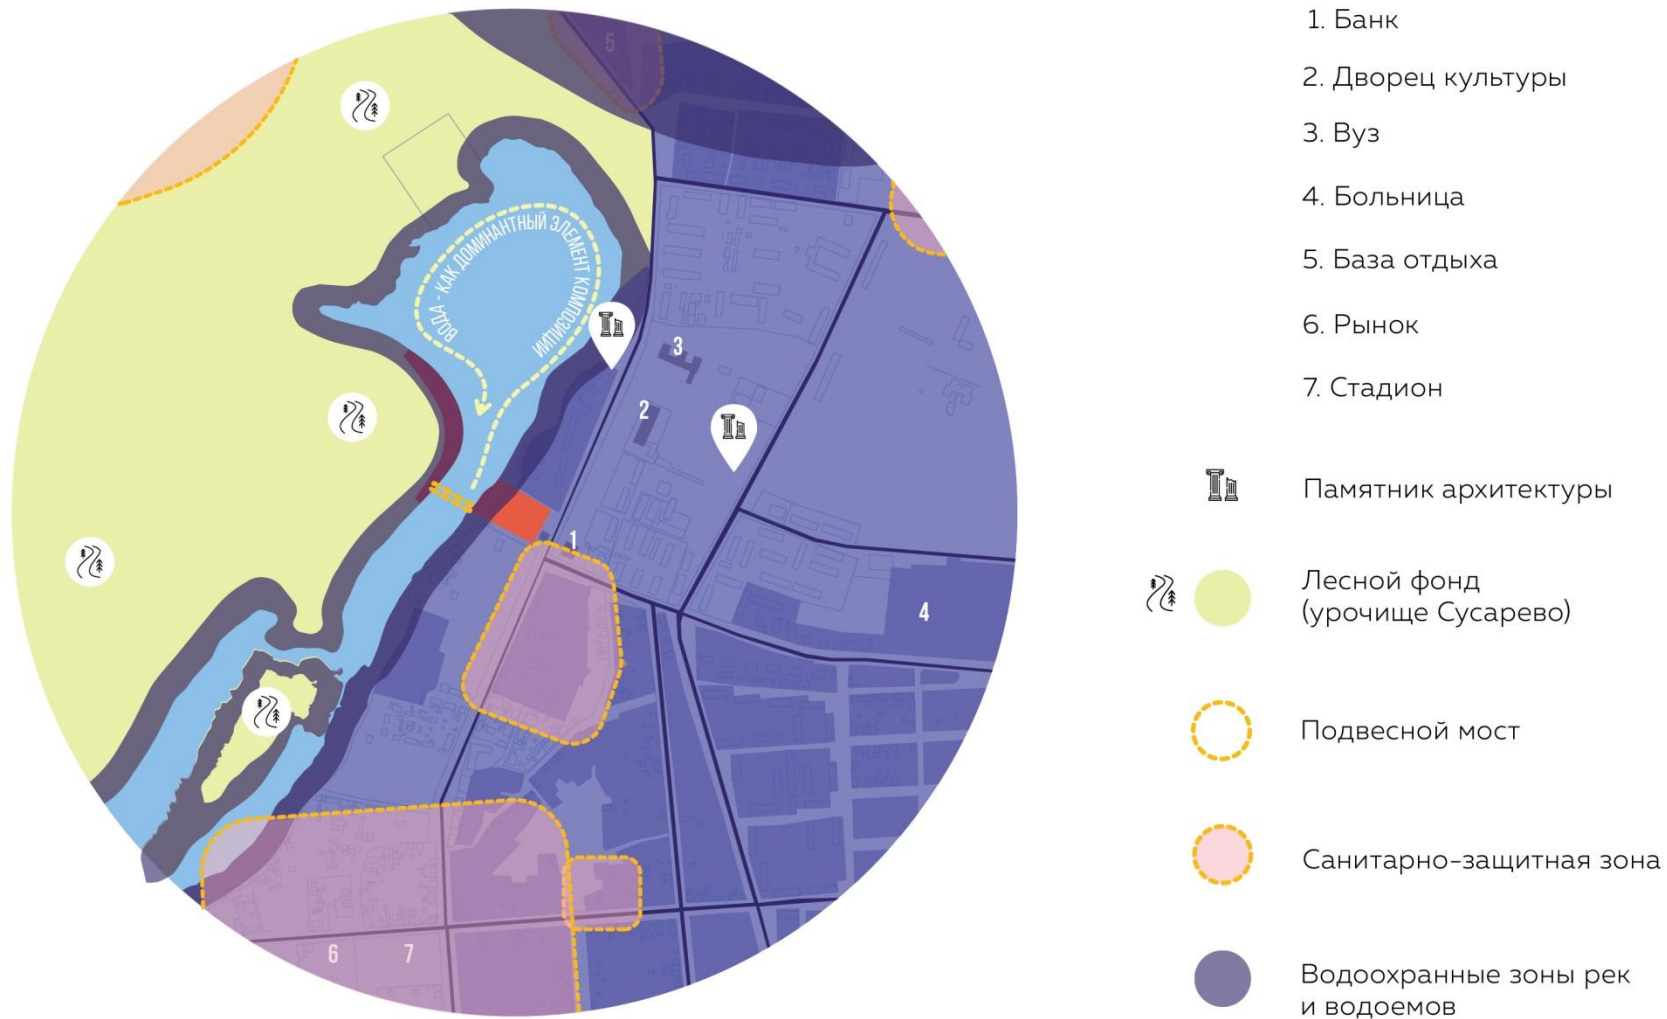 5
ВОДА - КАК ДОМИНАНТНЫЙ ЭЛЕМЕНТ КОМПОЗИЦИИ
3
2
1
4
6
7
1. Банк
2. Дворец культуры
3. Вуз
4. Больница
5. База отдыха
6. Рынок
7. Стадион
Памятник архитектуры
Лесной фонд
(урочище Сусарево)
Подвесной мост
Санитарно-защитная зона
Водоохранные зоны рек
и водоемов